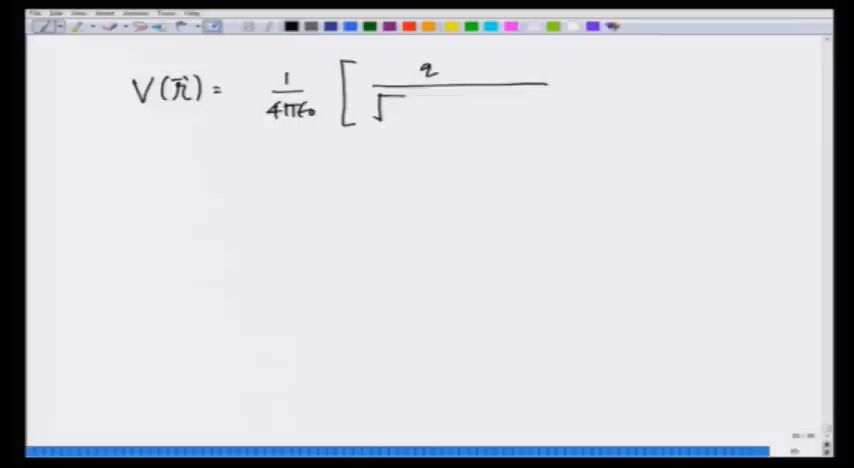 V(r⃗) = 1/4πε₀ [ q/√